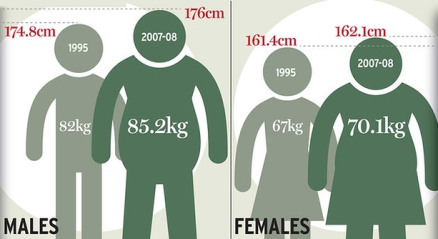 176cm
174.8cm
1995
2007-08
82kg
85.2kg
MALES
162.1cm
161.4cm
1995
2007-08
67kg
70.1kg
FEMALES